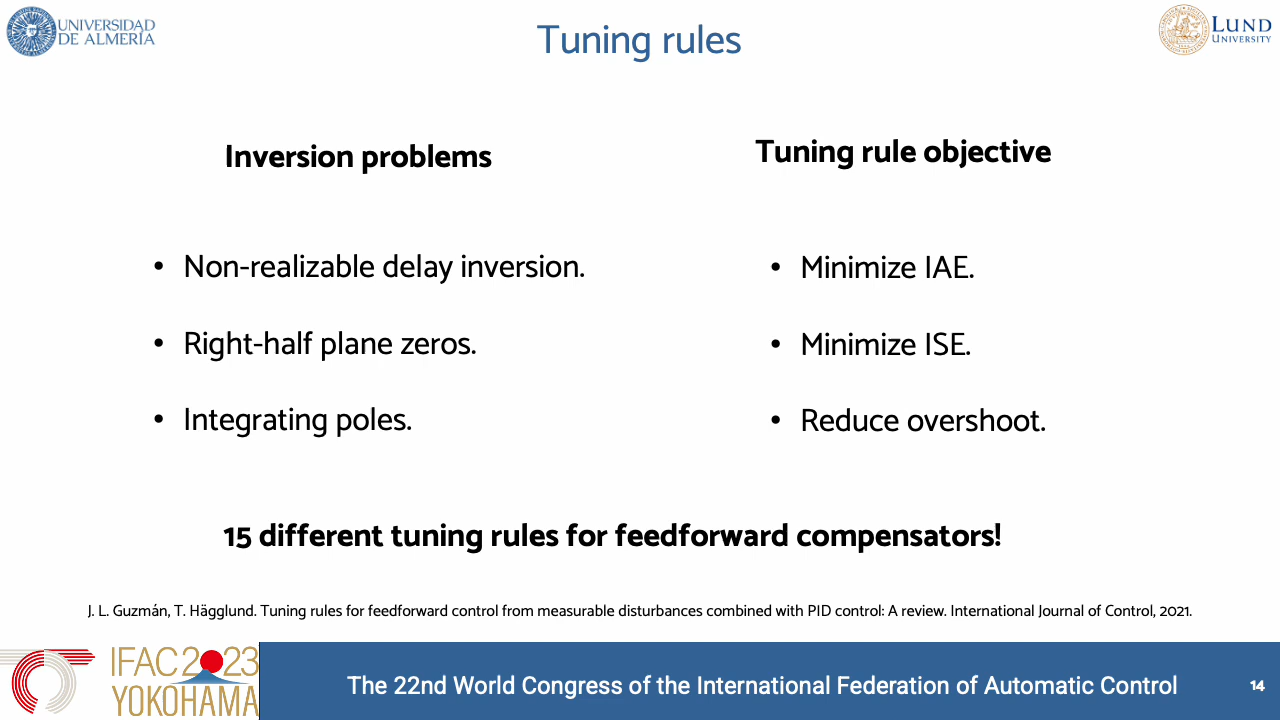 UNIVERSIDAD
DE ALMERÍA
Tuning rules
LUND
UNIVERSITY
Inversion problems
• Non-realizable delay inversion.
• Right-half plane zeros.
• Integrating poles.
Tuning rule objective
• Minimize IAE.
• Minimize ISE.
• Reduce overshoot.
15 different tuning rules for feedforward compensators!
J. L. Guzmán, T. Hägglund. Tuning rules for feedforward control from measurable disturbances combined with PID control: A review. International Journal of Control, 2021.
IFAC 2023
YOKOHAMA
The 22nd World Congress of the International Federation of Automatic Control
14